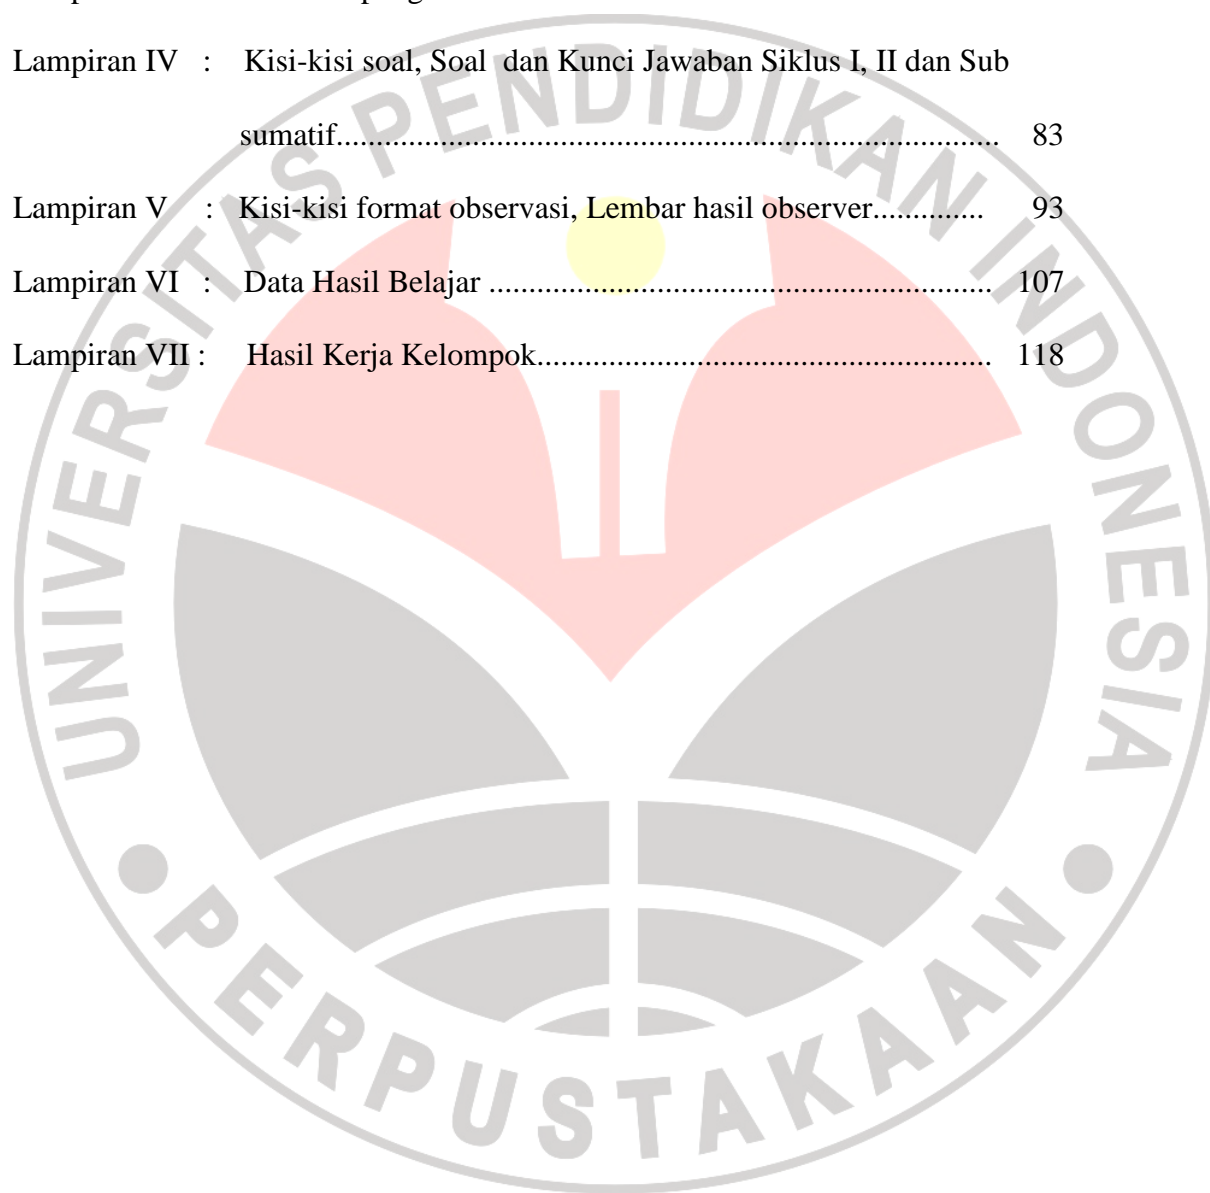 Lampiran IV : Kisi-kisi soal, Soal dan Kunci Jawaban Siklus I, II dan Sub
sumatif.................................................................................... 83
Lampiran V : Kisi-kisi format observasi, Lembar hasil observer.............. 93
Lampiran VI : Data Hasil Belajar ................................................................ 107
Lampiran VII : Hasil Kerja Kelompok.......................................................... 118
UNIVERSITAS PENDIDIKAN INDONESIA
PERPUSTAKAAN